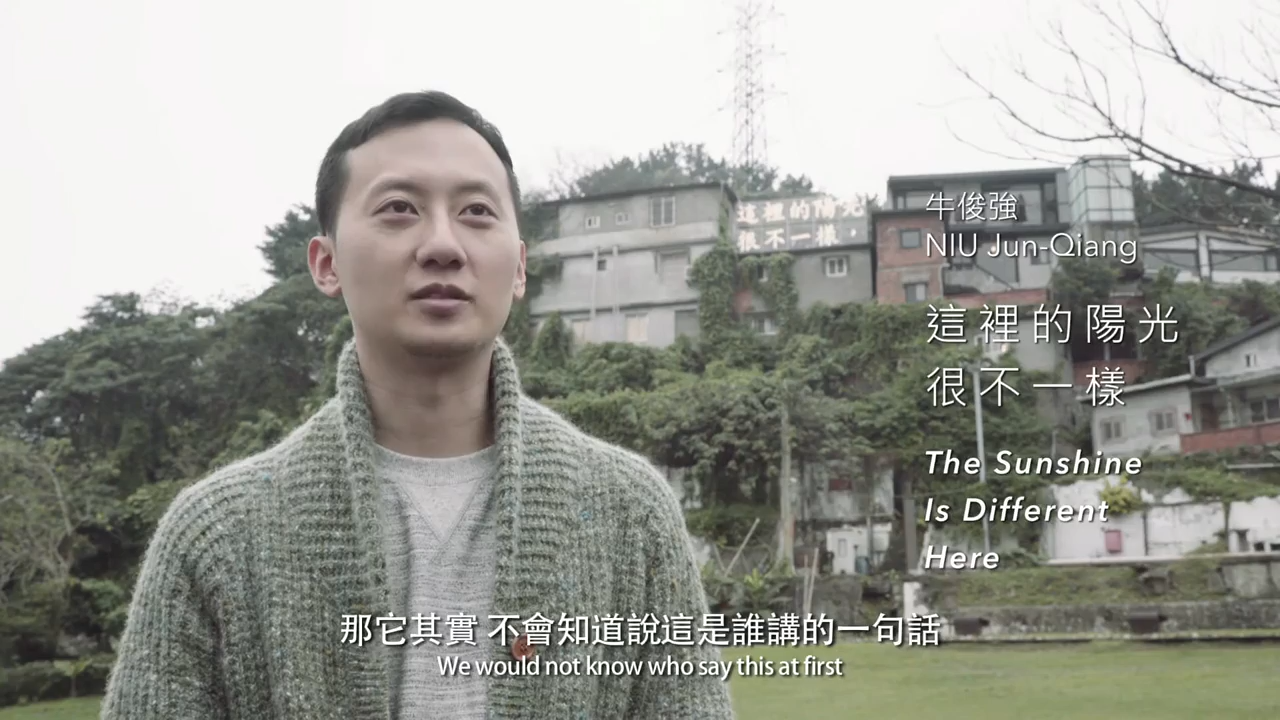 這裡的陽光
很不一樣，
牛俊強
NIU Jun-Qiang
這裡的陽光
很不一樣
The Sunshine
Is Different
Here
那它其實 不會知道說這是誰講的一句話
We would not know who say this at first